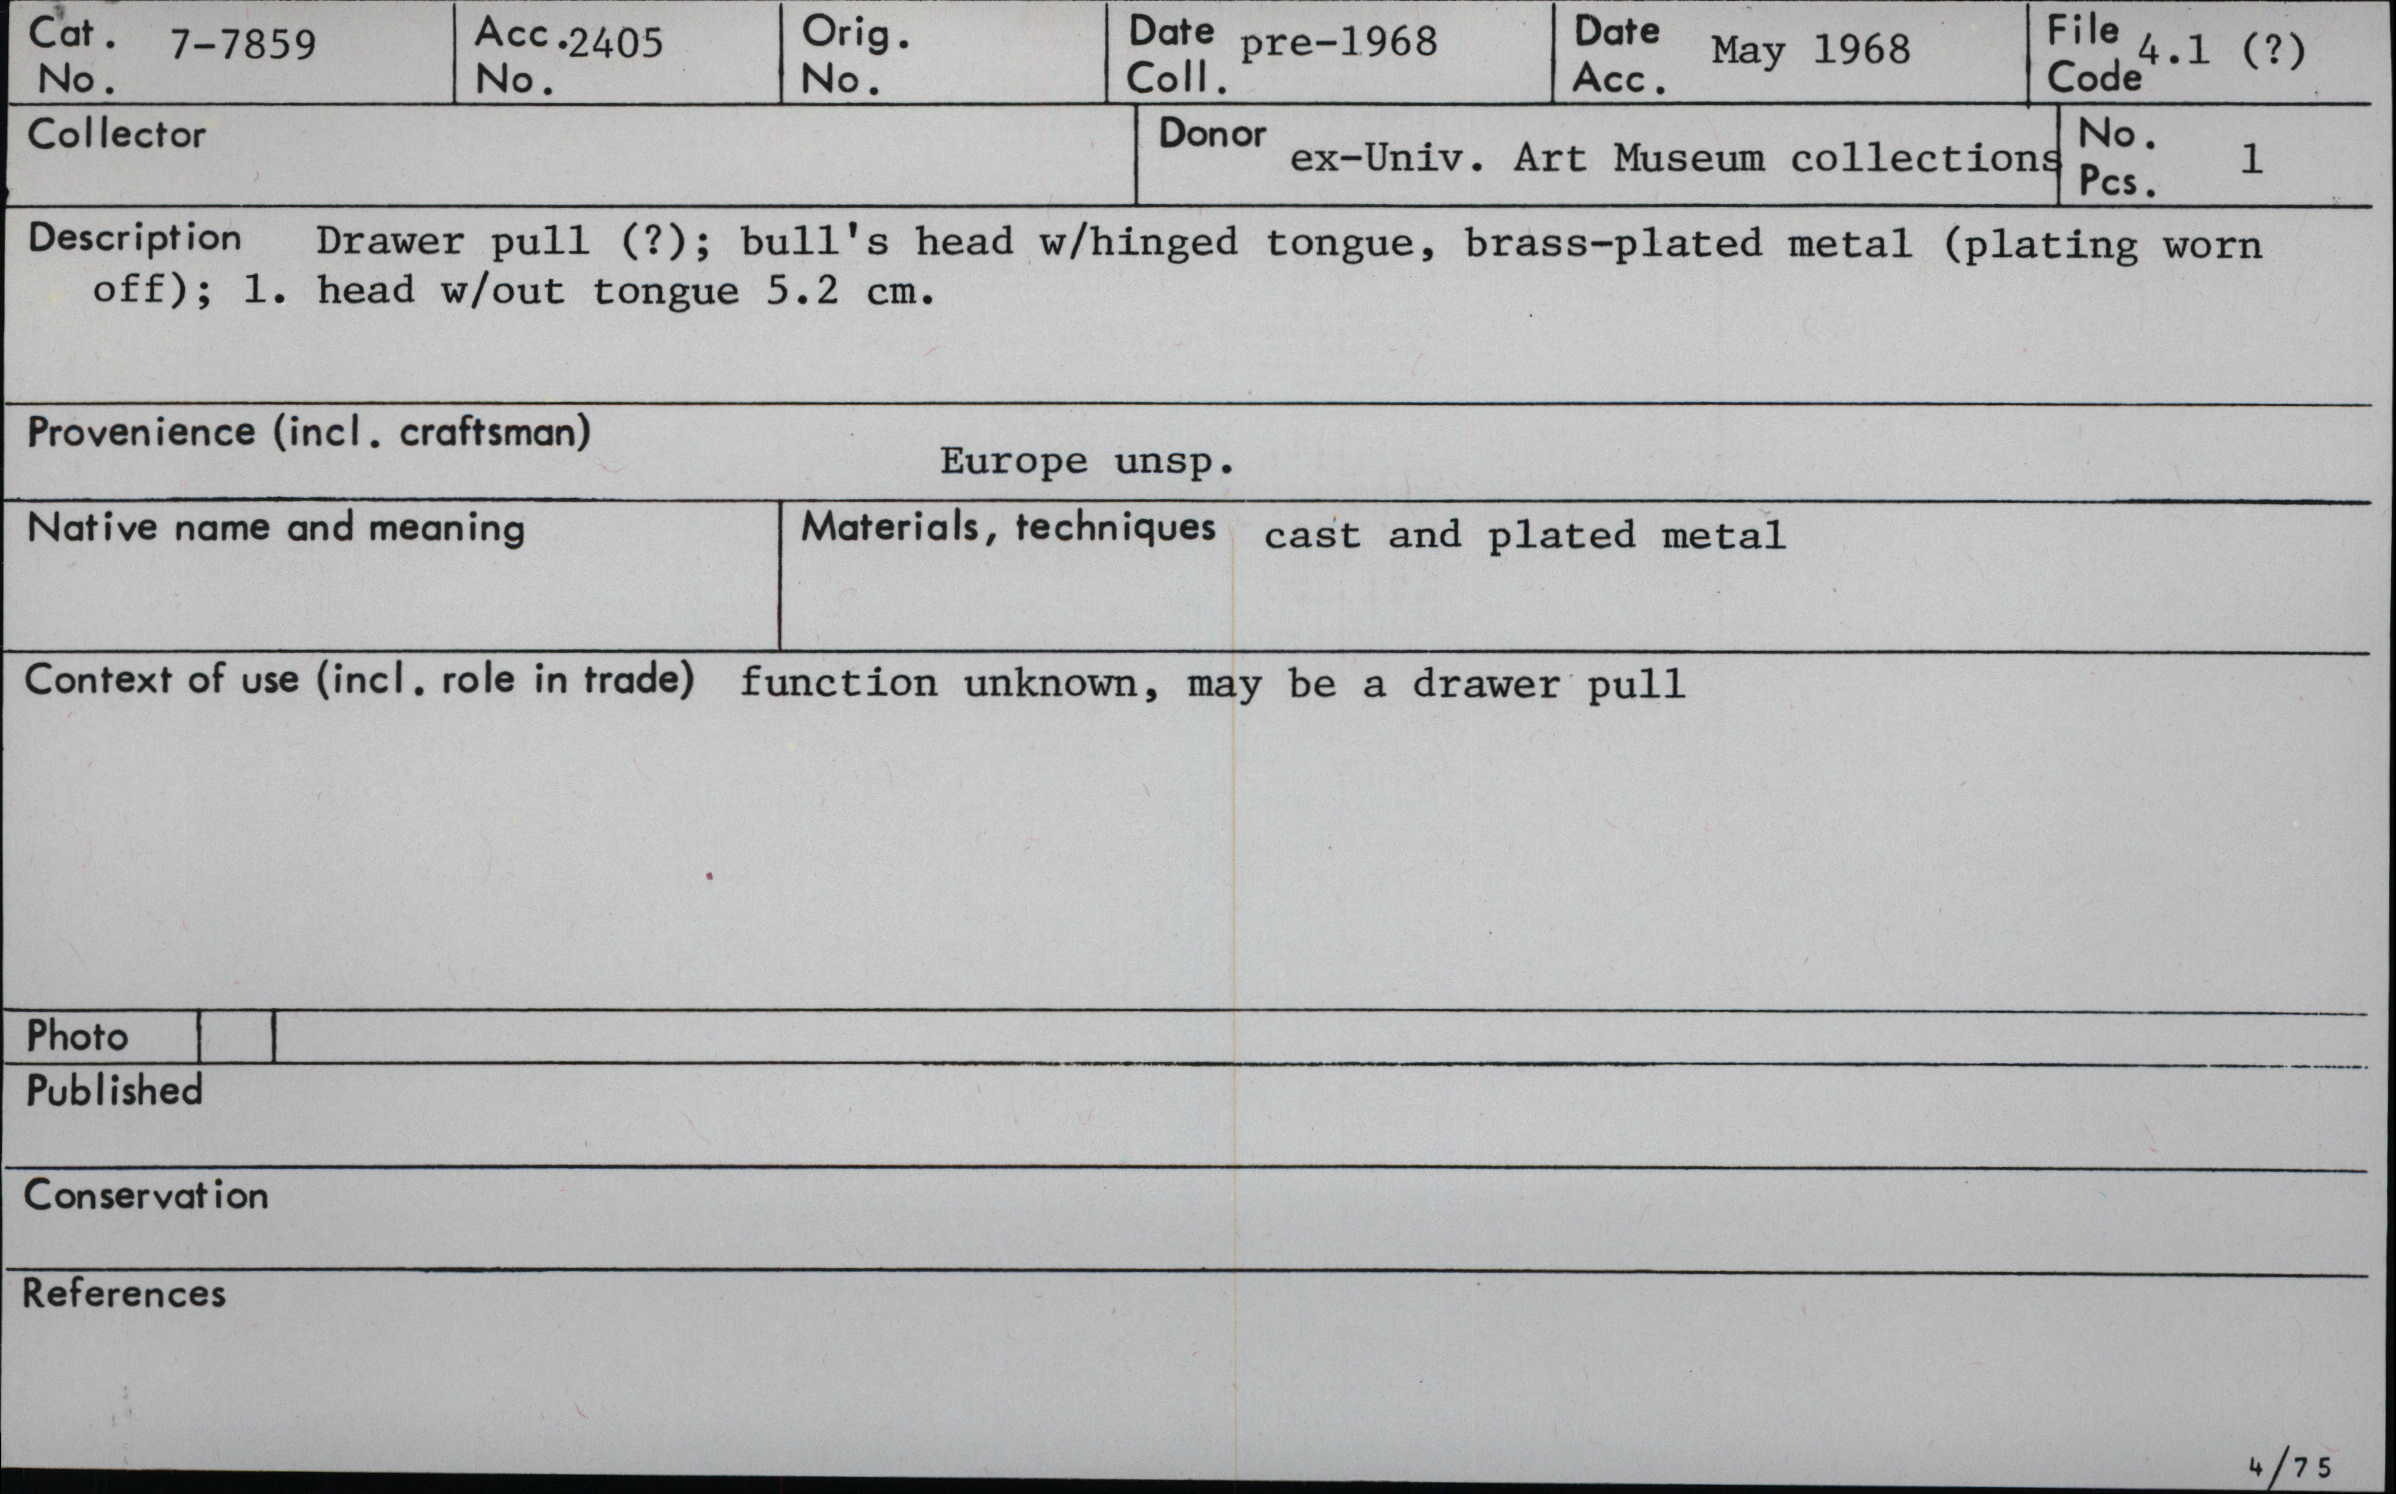 Cat. No. 7-7859
Acc. No. 2405
Orig. No.
Date Coll. pre-1968
Date Acc. May 1968
File Code 4.1 (?)
Collector
Donor ex-Univ. Art Museum collections
No. Pcs. 1
Description Drawer pull (?); bull's head w/hinged tongue, brass-plated metal (plating worn
off); l. head w/out tongue 5.2 cm.
Provenience (incl. craftsman)
Europe unsp.
Native name and meaning
Materials, techniques cast and plated metal
Context of use (incl. role in trade) function unknown, may be a drawer pull
Photo
Published
Conservation
References
4/75